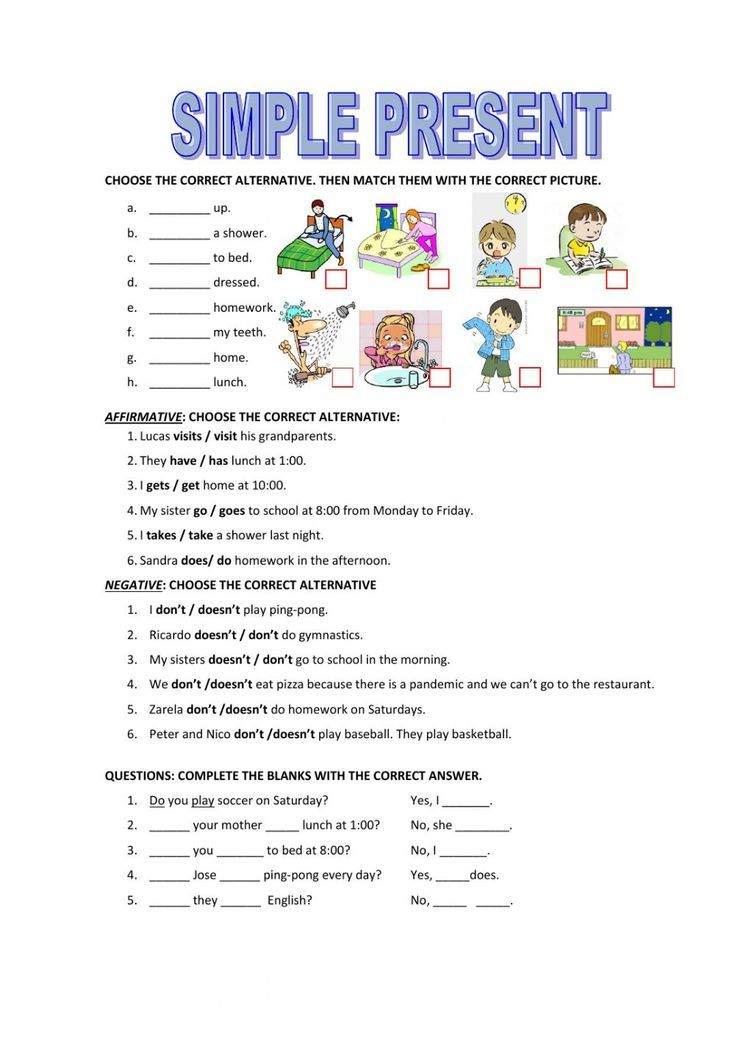 SIMPLE PRESENT
CHOOSE THE CORRECT ALTERNATIVE. THEN MATCH THEM WITH THE CORRECT PICTURE.
a. _________ up.
b. _________ a shower.
c. _________ to bed.
d. _________ dressed.
e. _________ homework.
f. _________ my teeth.
g. _________ home.
h. _________ lunch.
AFFIRMATIVE: CHOOSE THE CORRECT ALTERNATIVE:
1. Lucas visits / visit his grandparents.
2. They have / has lunch at 1:00.
3. I gets / get home at 10:00.
4. My sister go / goes to school at 8:00 from Monday to Friday.
5. I takes / take a shower last night.
6. Sandra does/ do homework in the afternoon.
NEGATIVE: CHOOSE THE CORRECT ALTERNATIVE
1. I don’t / doesn’t play ping-pong.
2. Ricardo doesn’t / don’t do gymnastics.
3. My sisters doesn’t / don’t go to school in the morning.
4. We don’t /doesn’t eat pizza because there is a pandemic and we can’t go to the restaurant.
5. Zarela don’t /doesn’t do homework on Saturdays.
6. Peter and Nico don’t /doesn’t play baseball. They play basketball.
QUESTIONS: COMPLETE THE BLANKS WITH THE CORRECT ANSWER.
1. Do you play soccer on Saturday? Yes, I _______.
2. ______ your mother _____ lunch at 1:00? No, she ________.
3. ______ you _______ to bed at 8:00? No, I _______.
4. ______ Jose ______ ping-pong every day? Yes, _____does.
5. ______ they ______ English? No, _____ _____.